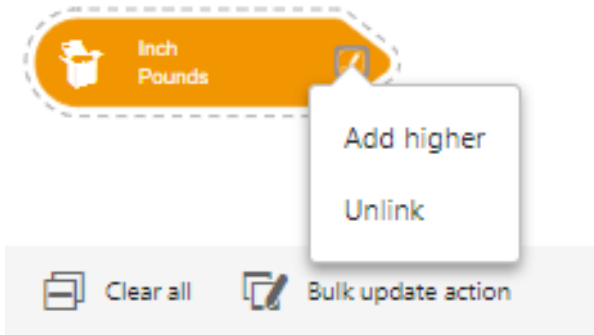 Inch
Pounds
Add higher
Unlink
Clear all
Bulk update action